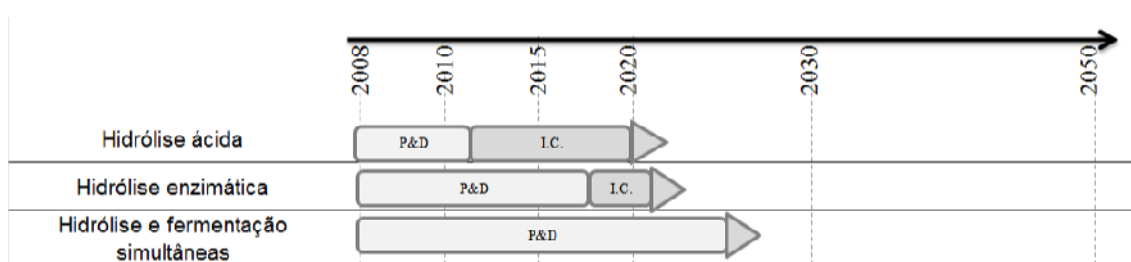 2008 2010 2015 2020 2030 2050
Hidrólise ácida P&D I.C.
Hidrólise enzimática P&D I.C.
Hidrólise e fermentação
simultâneas P&D